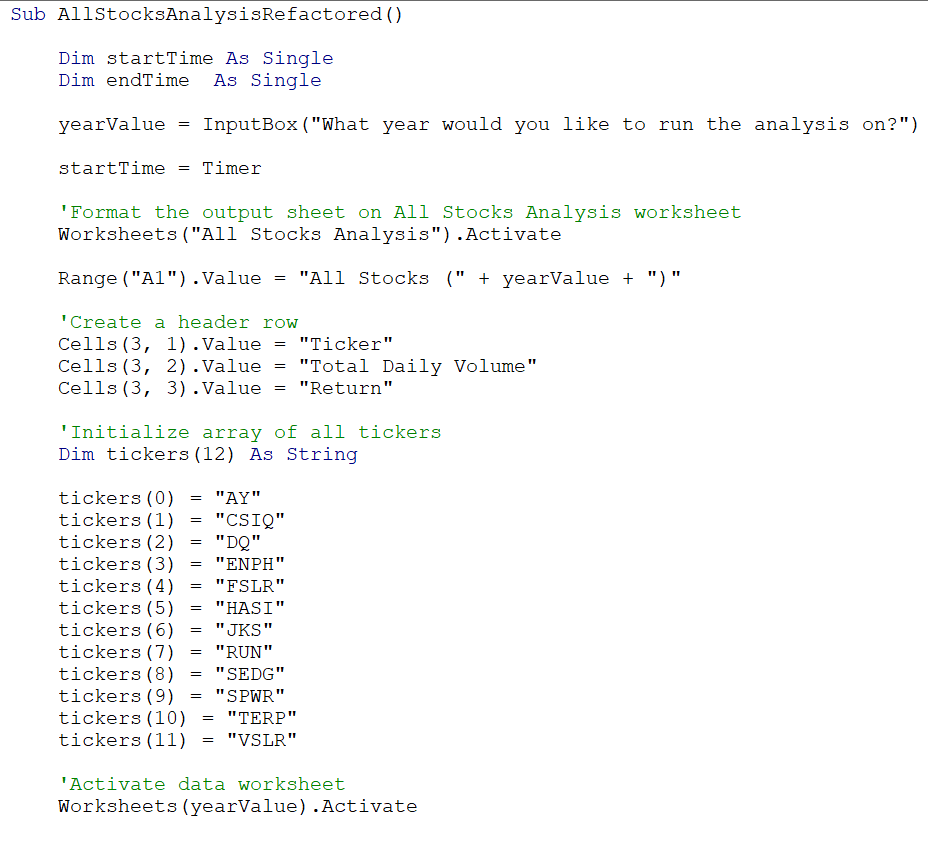 Sub AllStocksAnalysisRefactored()
Dim startTime As Single
Dim endTime  As Single
yearValue = InputBox("What year would you like to run the analysis on?")
startTime = Timer
'Format the output sheet on All Stocks Analysis worksheet
Worksheets("All Stocks Analysis").Activate
Range("A1").Value = "All Stocks (" + yearValue + ")"
'Create a header row
Cells(3, 1).Value = "Ticker"
Cells(3, 2).Value = "Total Daily Volume"
Cells(3, 3).Value = "Return"
'Initialize array of all tickers
Dim tickers(12) As String
tickers(0) = "AY"
tickers(1) = "CSIQ"
tickers(2) = "DQ"
tickers(3) = "ENPH"
tickers(4) = "FSLR"
tickers(5) = "HASI"
tickers(6) = "JKS"
tickers(7) = "RUN"
tickers(8) = "SEDG"
tickers(9) = "SPWR"
tickers(10) = "TERP"
tickers(11) = "VSLR"
'Activate data worksheet
Worksheets(yearValue).Activate